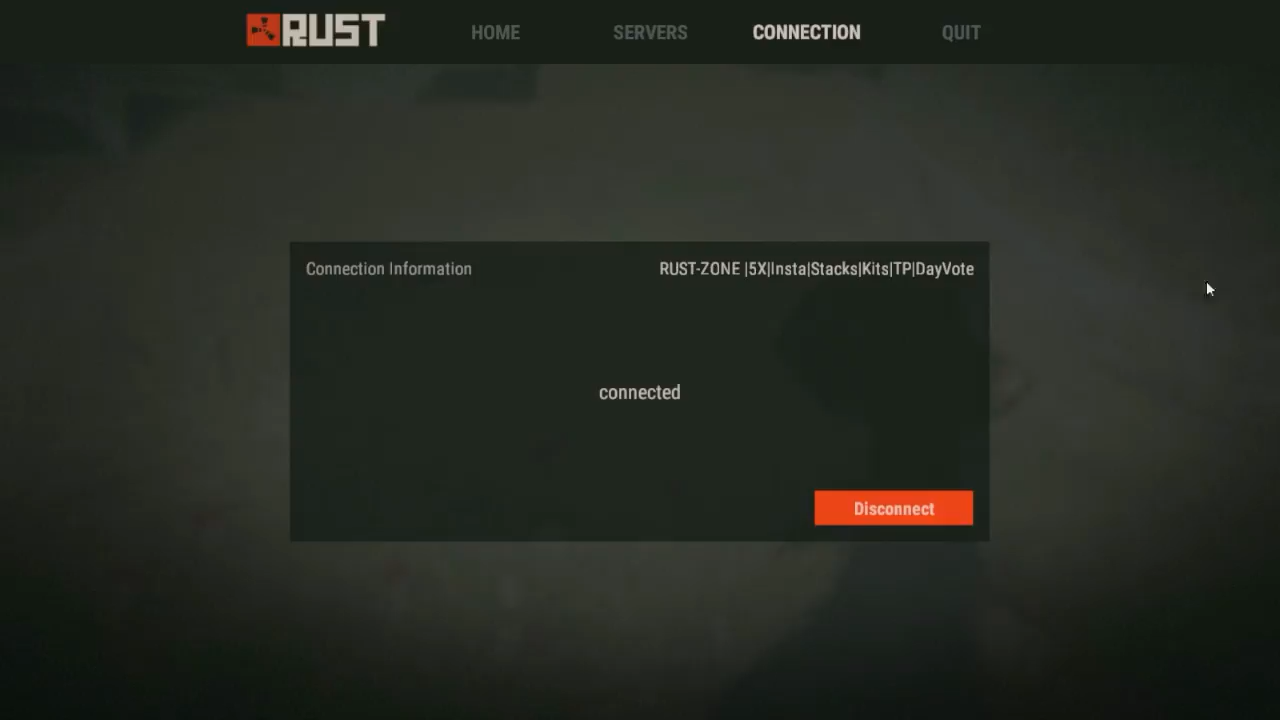 RUST HOME SERVERS CONNECTION QUIT
Connection Information RUST-ZONE |5X|Insta|Stacks|Kits|TP|DayVote
connected
Disconnect